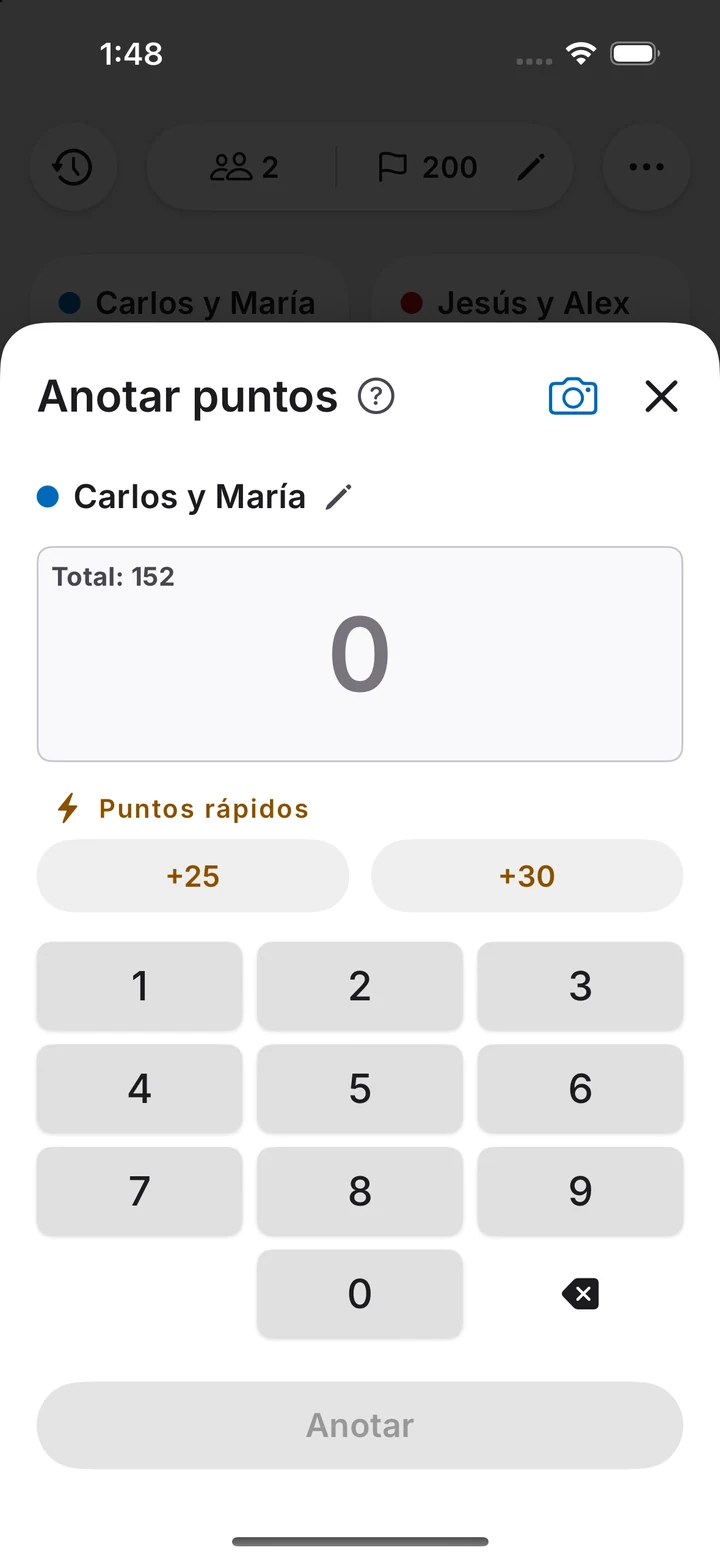 1:48
2 200
Carlos y María Jesús y Alex
Anotar puntos ?
Carlos y María
Total: 152
0
Puntos rápidos
+25 +30
1 2 3
4 5 6
7 8 9
0
Anotar